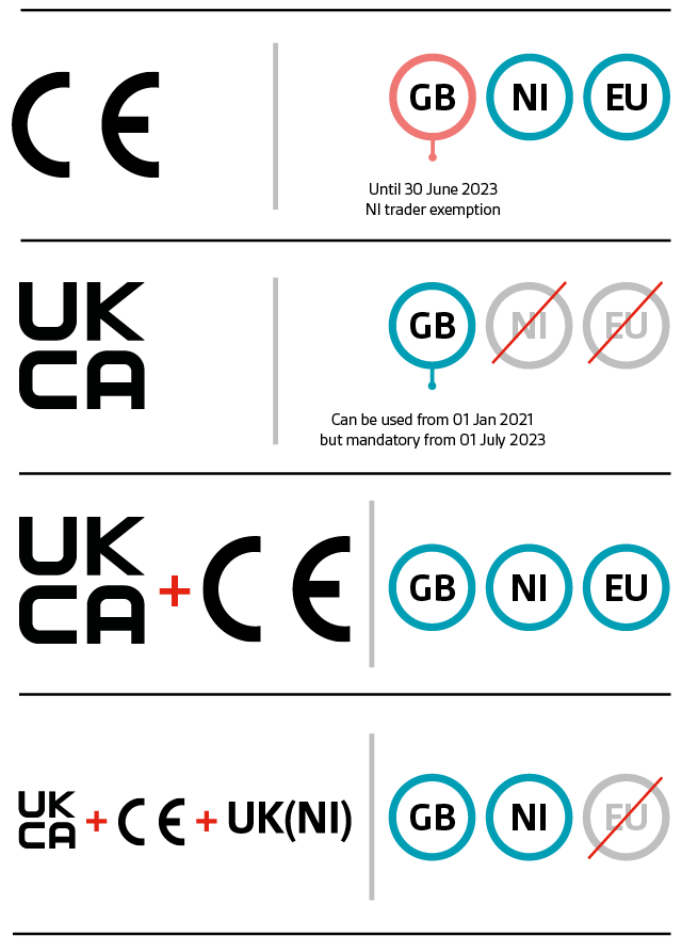 CE
GB NI EU
Until 30 June 2023
NI trader exemption
UK
CA
GB NI EU
Can be used from 01 Jan 2021
but mandatory from 01 July 2023
UK
CA + CE
GB NI EU
UK
CA + CE + UK(NI)
GB NI EU